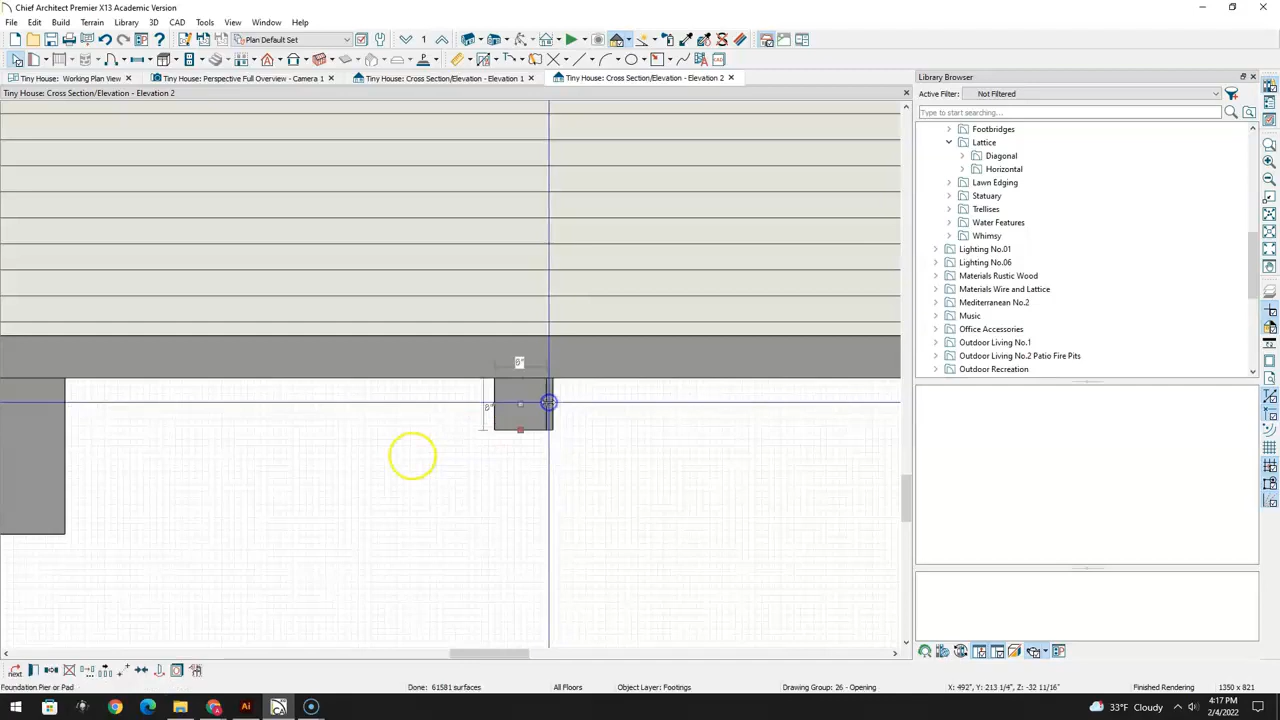 Chief Architect Premier X13 Academic Version
File Edit Build Terrain Library 3D CAD Tools View Window Help
Plan Default Set 1
Tiny House: Working Plan View Tiny House: Perspective Full Overview - Camera 1 Tiny House: Cross Section/Elevation - Elevation 1 Tiny House: Cross Section/Elevation - Elevation 2
Tiny House: Cross Section/Elevation - Elevation 2
Library Browser
Active Filter: Not Filtered
Type to start searching...
Footbridges
Lattice
Diagonal
Horizontal
Lawn Edging
Statuary
Trellises
Water Features
Whimsy
Lighting No.01
Lighting No.06
Materials Rustic Wood
Materials Wire and Lattice
Mediterranean No.2
Music
Office Accessories
Outdoor Living No.1
Outdoor Living No.2 Patio Fire Pits
Outdoor Recreation
next
Foundation Pier or Pad Done: 61581 surfaces All Floors Object Layer: Footings Drawing Group: 26 - Opening X: 492", Y: 213 1/4", Z: -32 11/16" Finished Rendering 1350 x 821
33°F Cloudy 4:17 PM
2/4/2022